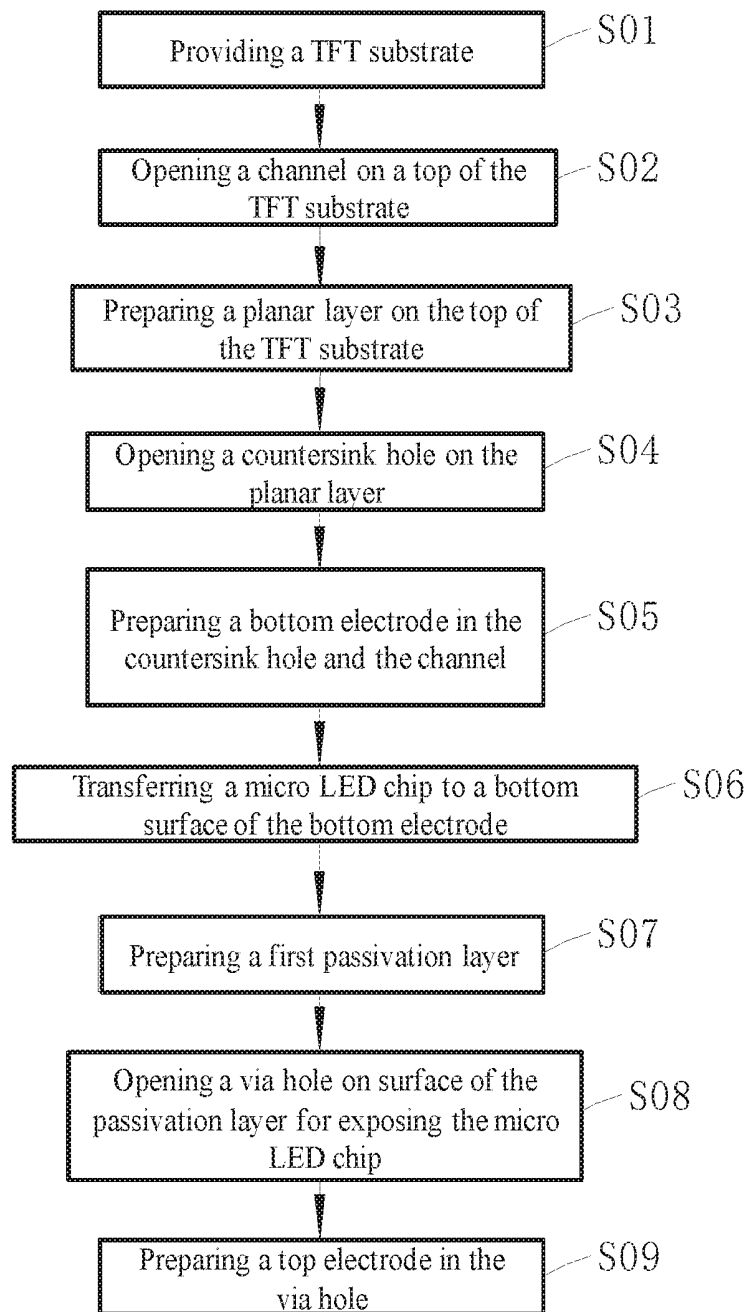 Providing a TFT substrate
S01
Opening a channel on a top of the
TFT substrate
S02
Preparing a planar layer on the top of
the TFT substrate
S03
Opening a countersink hole on the
planar layer
S04
Preparing a bottom electrode in the
countersink hole and the channel
S05
Transferring a micro LED chip to a bottom
surface of the bottom electrode
S06
Preparing a first passivation layer
S07
Opening a via hole on surface of the
passivation layer for exposing the micro
LED chip
S08
Preparing a top electrode in the
via hole
S09